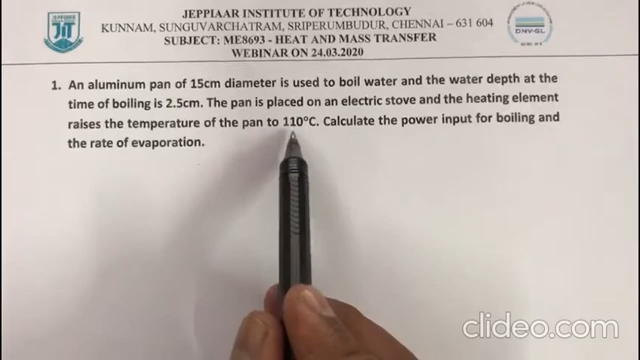 JEPPIAAR INSTITUTE OF TECHNOLOGY
KUNNAM, SUNGUVARCHATRAM, SRIPERUMBUDUR, CHENNAI – 631 604
SUBJECT: ME8693 - HEAT AND MASS TRANSFER
WEBINAR ON 24.03.2020
JIT
DNV·GL
1. An aluminum pan of 15cm diameter is used to boil water and the water depth at the
time of boiling is 2.5cm. The pan is placed on an electric stove and the heating element
raises the temperature of the pan to 110°C. Calculate the power input for boiling and
the rate of evaporation.
clideo.com